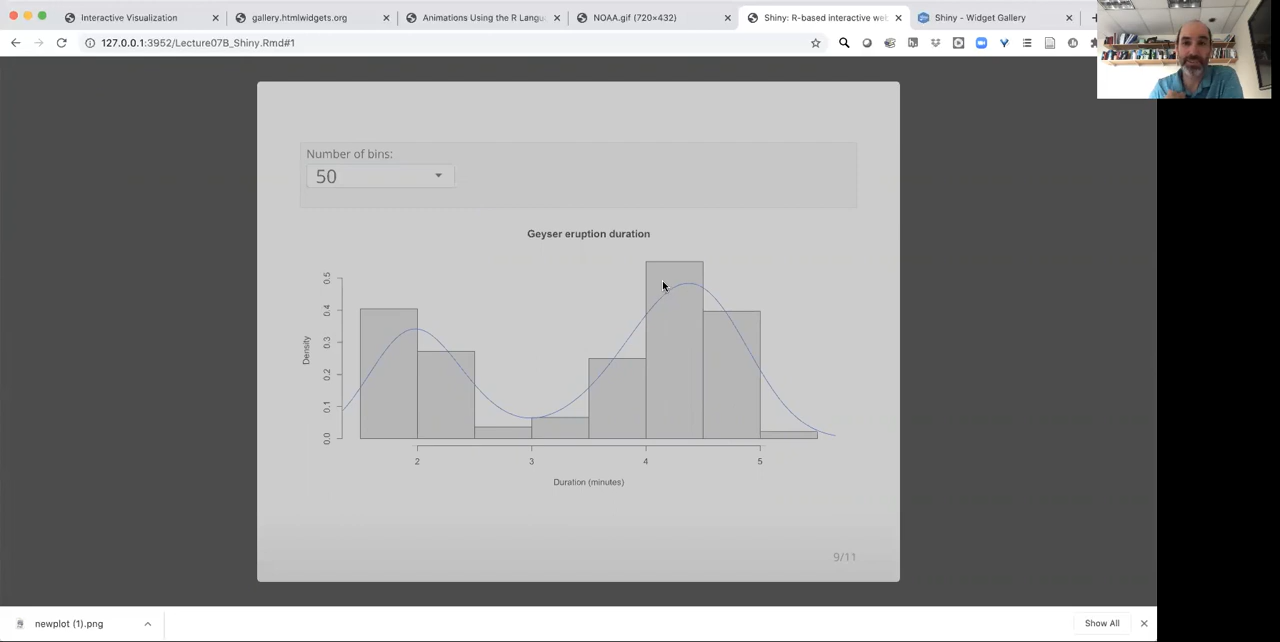 Interactive Visualization
gallery.htmlwidgets.org
Animations Using the R Langu
NOAA.gif (720×432)
Shiny: R-based interactive web
Shiny - Widget Gallery
127.0.0.1:3952/Lecture07B_Shiny.Rmd#1
Number of bins:
50
Geyser eruption duration
Density
0.5
0.4
0.3
0.2
0.1
0.0
2 3 4 5
Duration (minutes)
9/11
newplot (1).png
Show All